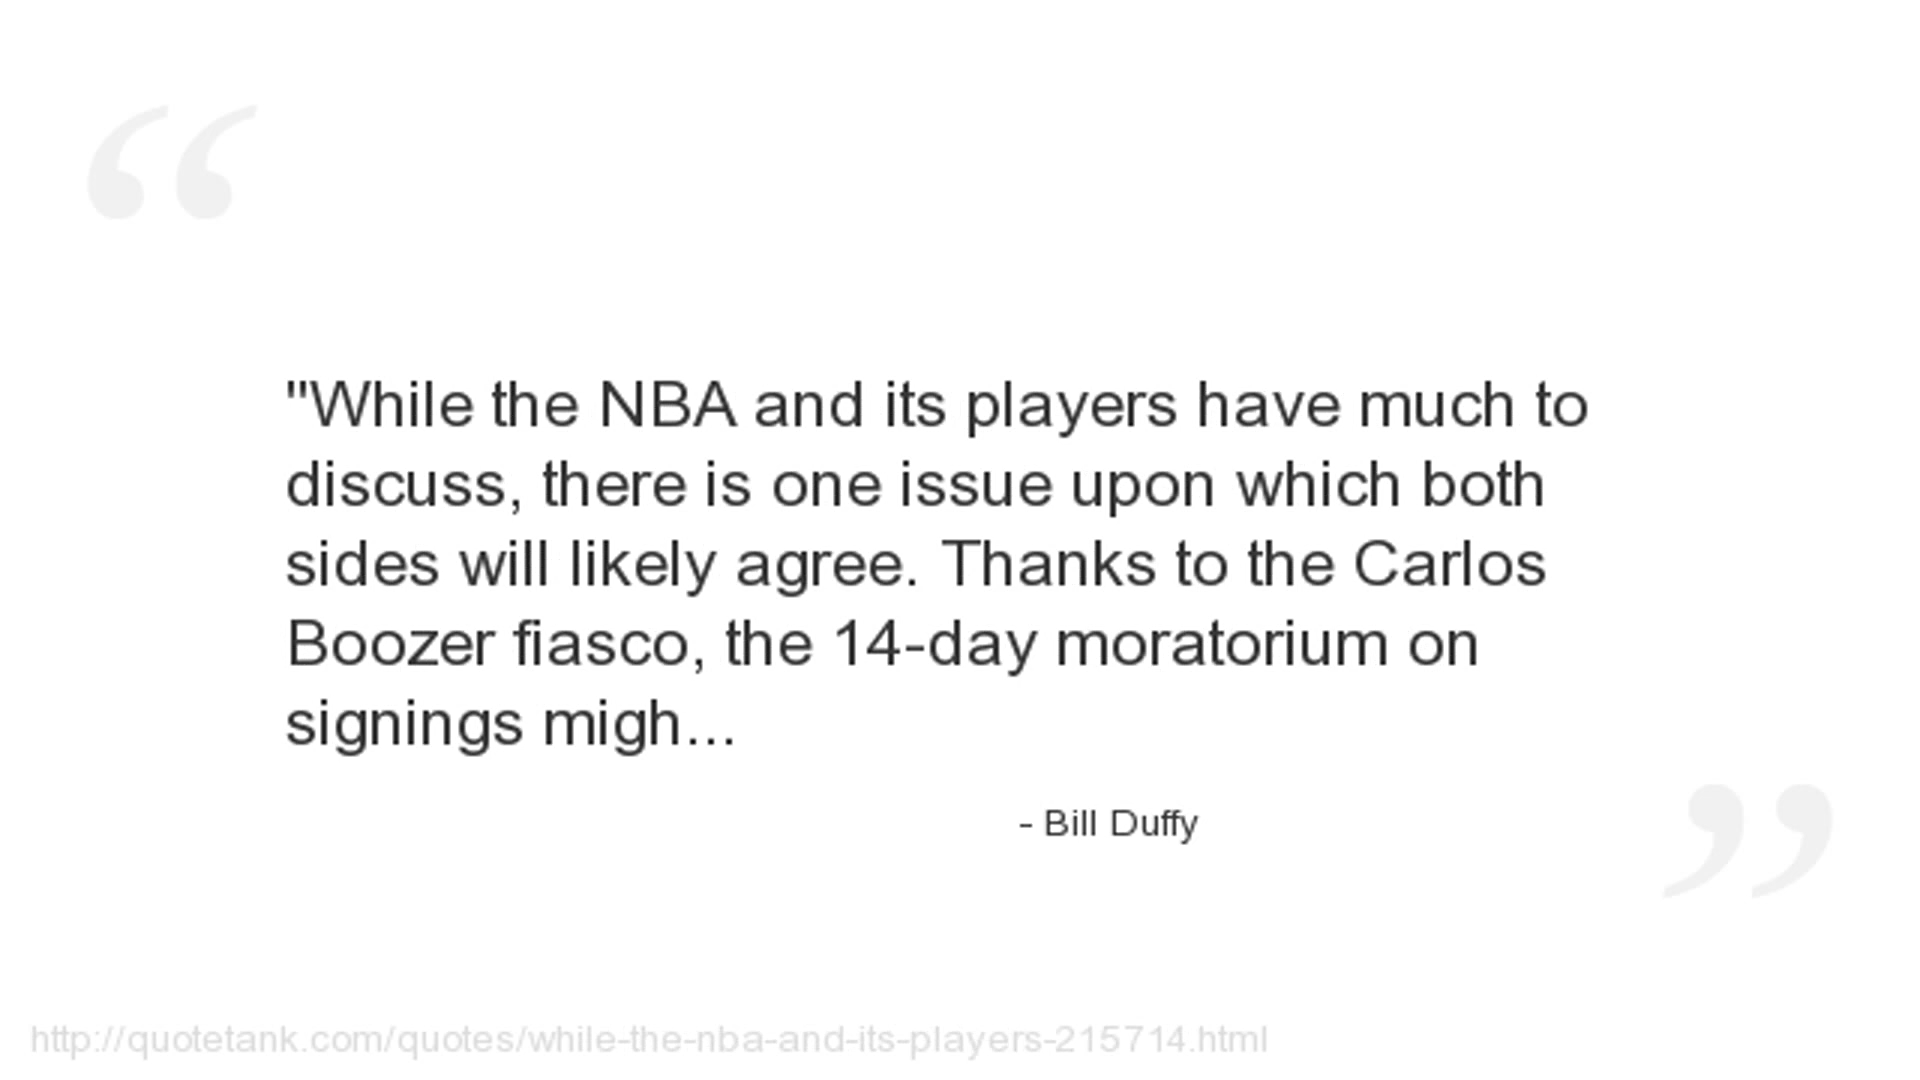 "While the NBA and its players have much to
discuss, there is one issue upon which both
sides will likely agree. Thanks to the Carlos
Boozer fiasco, the 14-day moratorium on
signings migh...
- Bill Duffy
http://quotetank.com/quotes/while-the-nba-and-its-players-215714.html